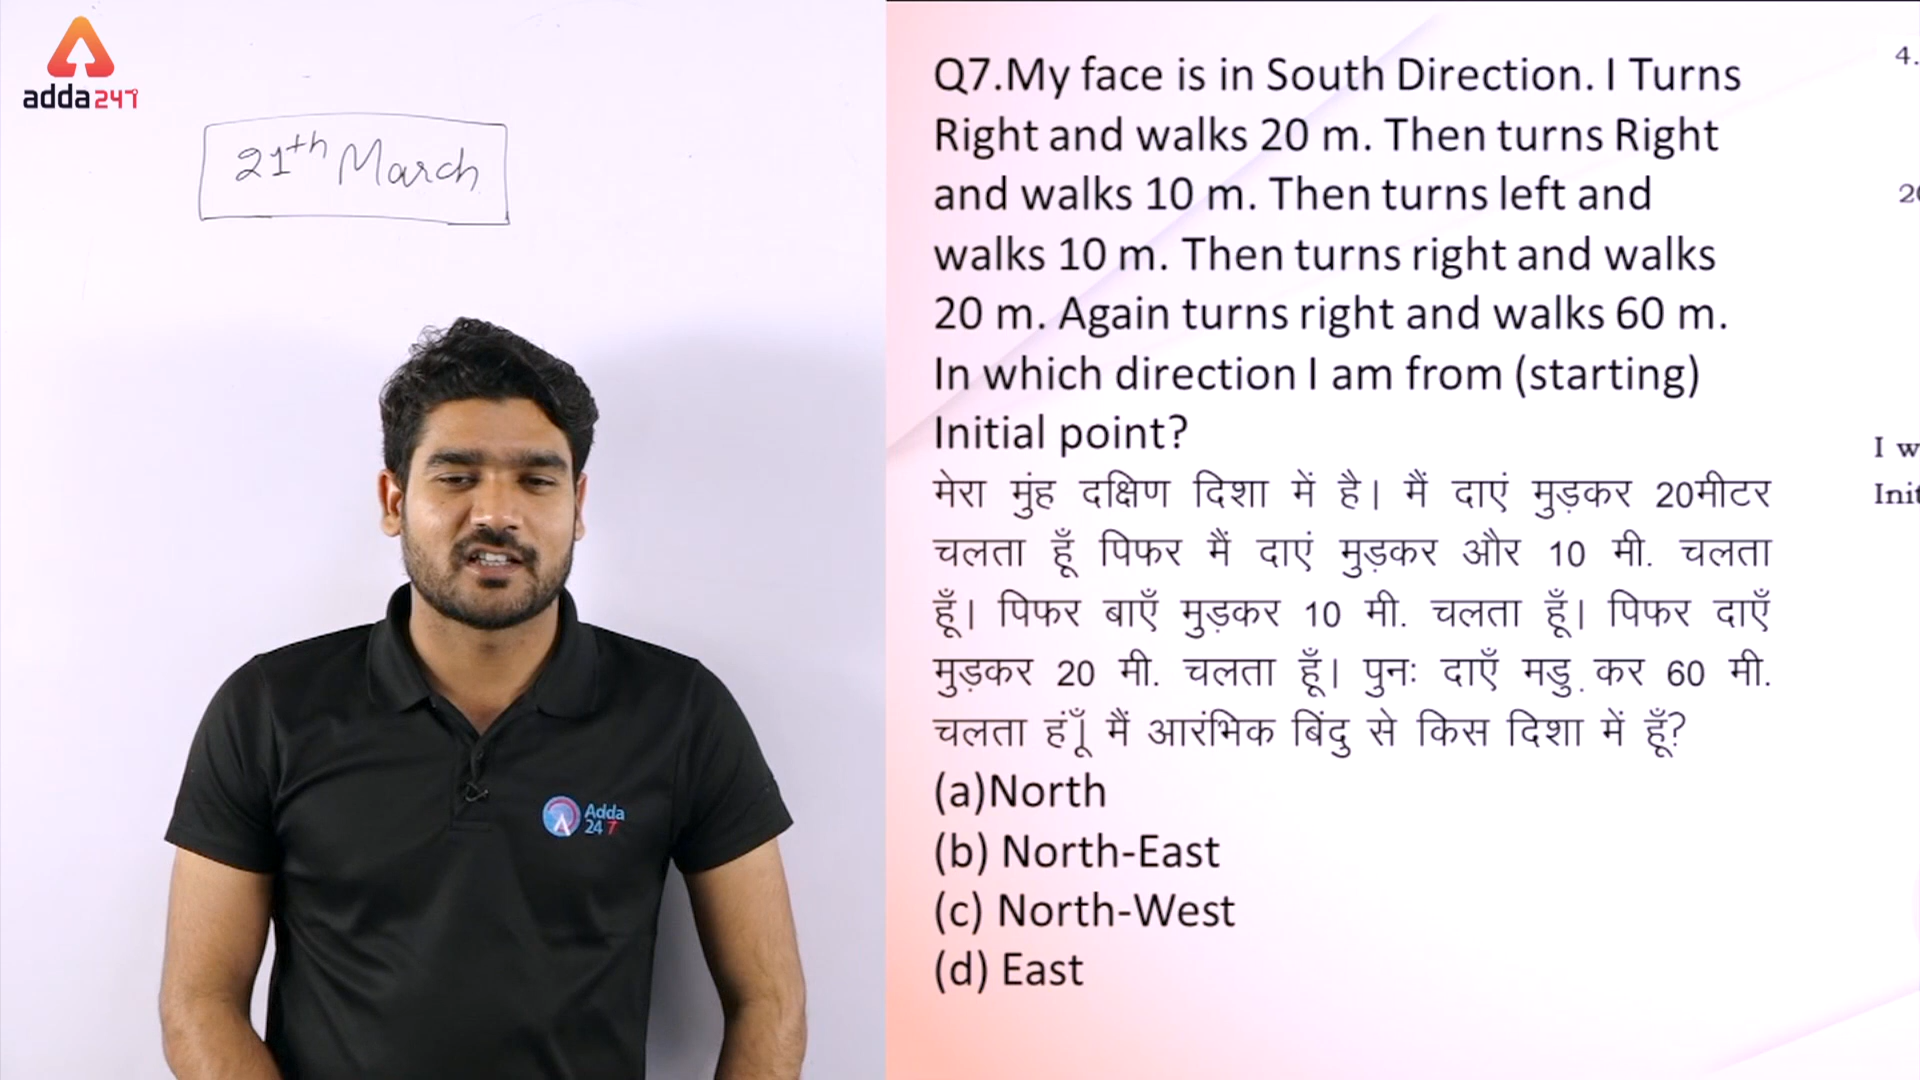 adda247
21th March
Adda
247
Q7.My face is in South Direction. I Turns
Right and walks 20 m. Then turns Right
and walks 10 m. Then turns left and
walks 10 m. Then turns right and walks
20 m. Again turns right and walks 60 m.
In which direction I am from (starting)
Initial point?
मेरा मुंह दक्षिण दिशा में है। मैं दाएं मुड़कर 20मीटर
चलता हूँ पिफर मैं दाएं मुड़कर और 10 मी. चलता
हूँ। पिफर बाएँ मुड़कर 10 मी. चलता हूँ। पिफर दाएँ
मुड़कर 20 मी. चलता हूँ। पुनः दाएँ मडु़ कर 60 मी.
चलता हंूँ। मैं आरंभिक बिंदु से किस दिशा में हूँ?
(a)North
(b) North-East
(c) North-West
(d) East
4.
I w
Init